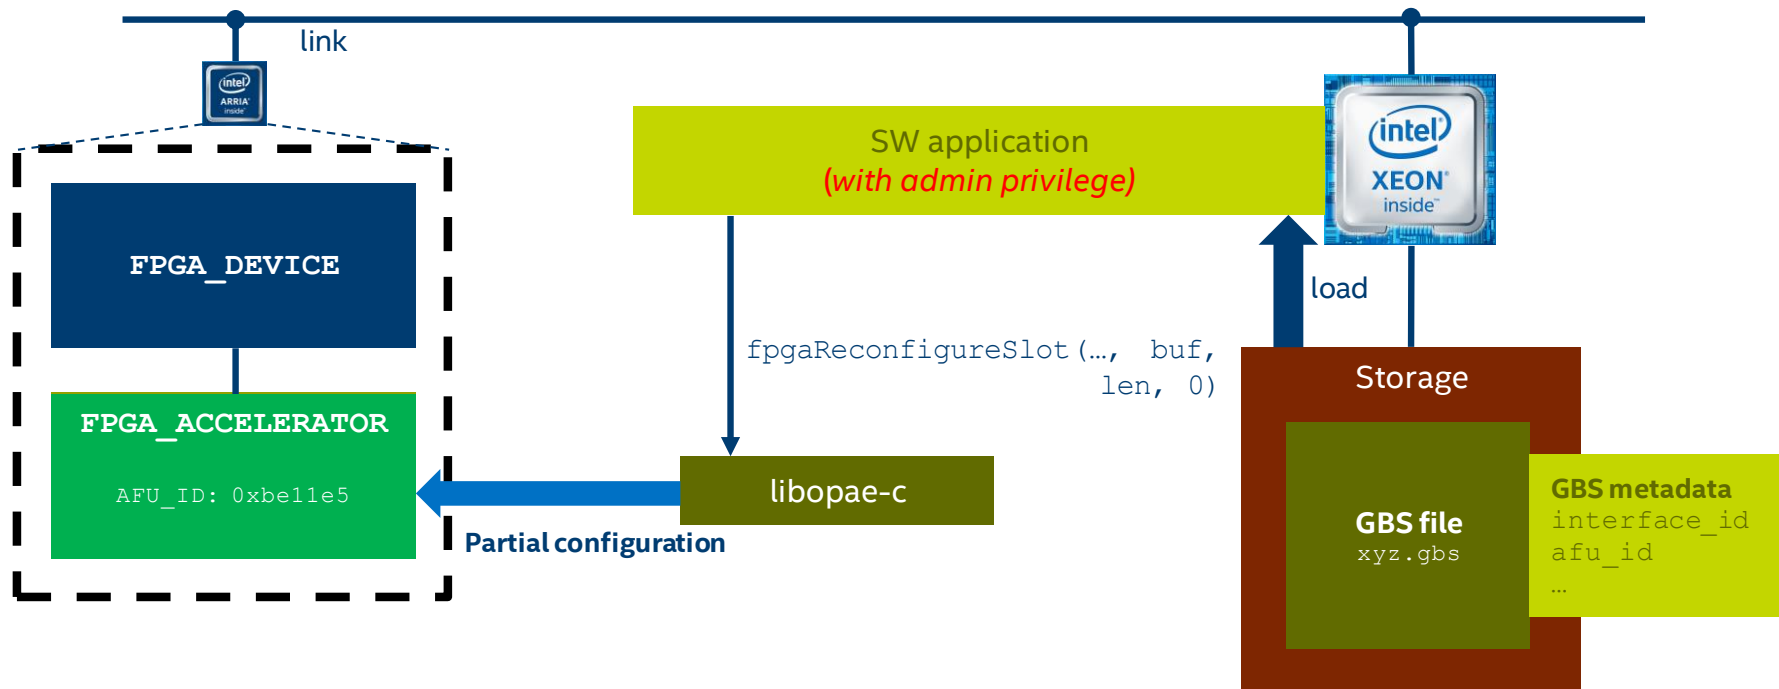 link
intel
ARRIA
inside
SW application
(with admin privilege)
intel
XEON®
inside™
FPGA_DEVICE
load
fpgaReconfigureSlot(…, buf,
len, 0)
Storage
FPGA_ACCELERATOR
AFU_ID: 0xbe11e5
libopae-c
Partial configuration
GBS file
xyz.gbs
GBS metadata
interface_id
afu_id
…